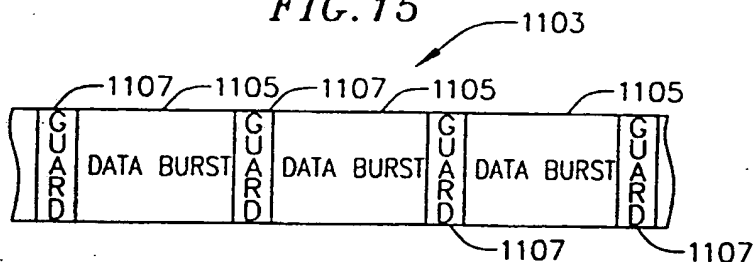 FIG. 15
1103
1107 1105 1107 1105 1105
GUARD DATA BURST GUARD DATA BURST GUARD DATA BURST GUARD
1107 1107